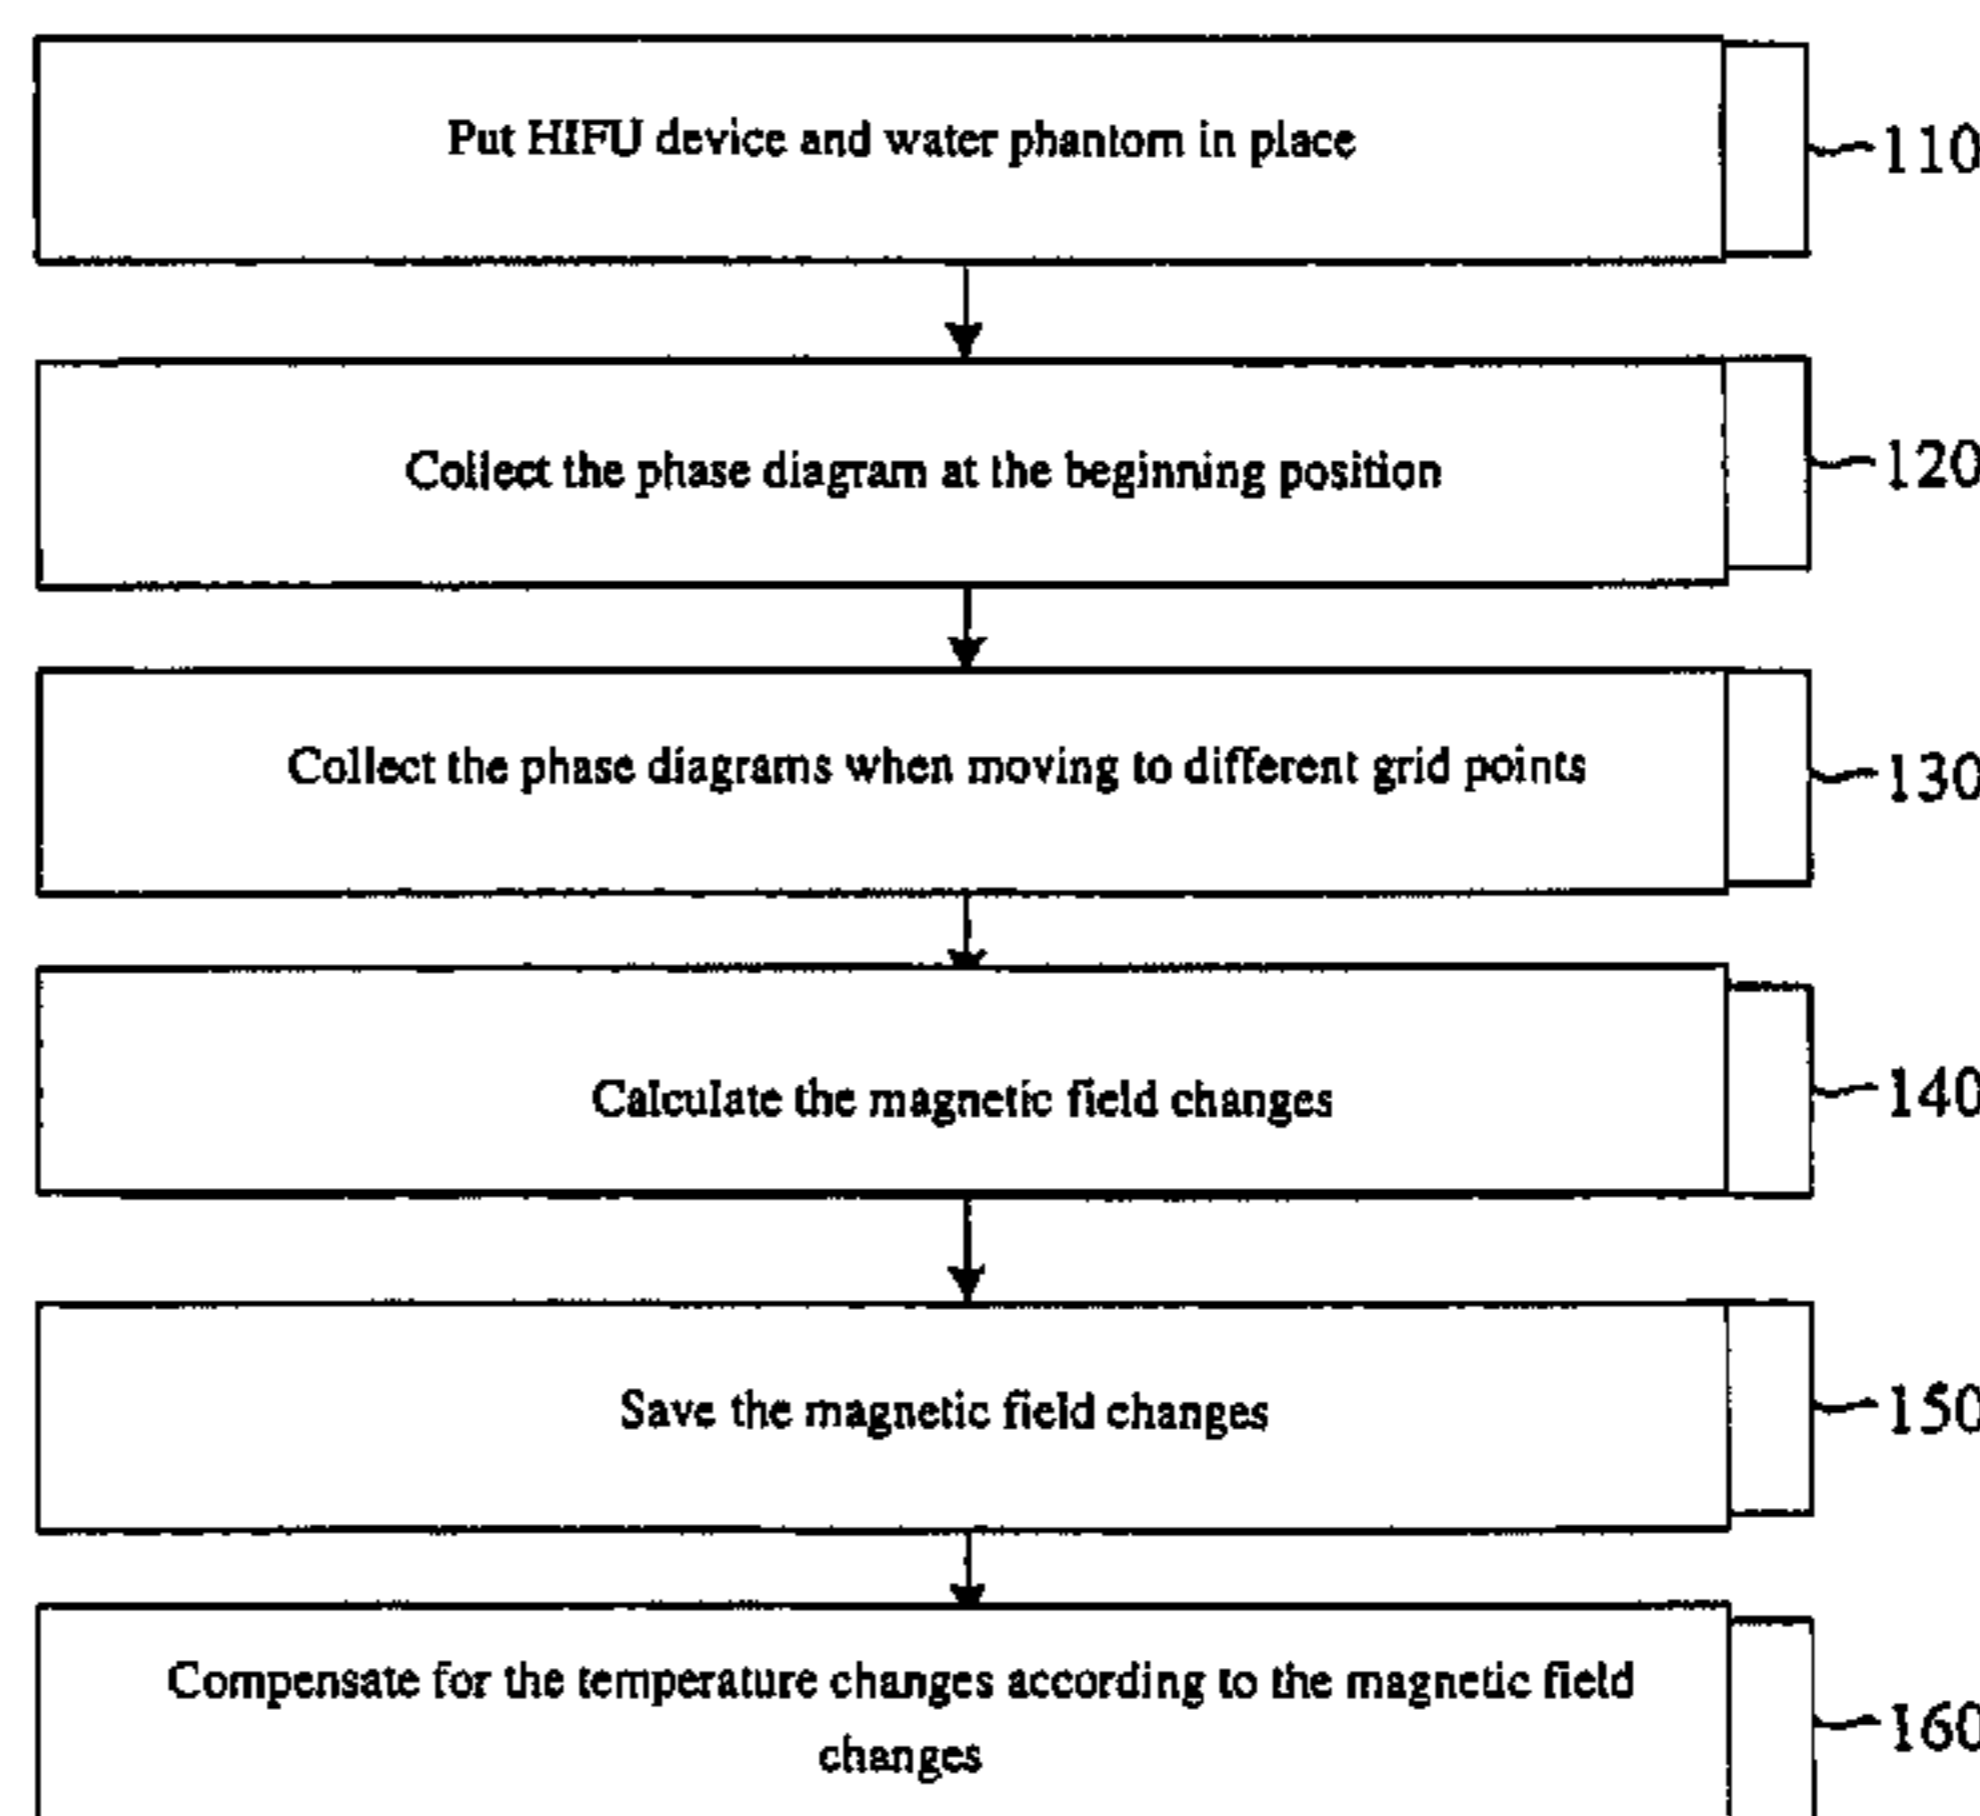 Put HIFU device and water phantom in place
110
Collect the phase diagram at the beginning position
120
Collect the phase diagrams when moving to different grid points
130
Calculate the magnetic field changes
140
Save the magnetic field changes
150
Compensate for the temperature changes according to the magnetic field
changes
160